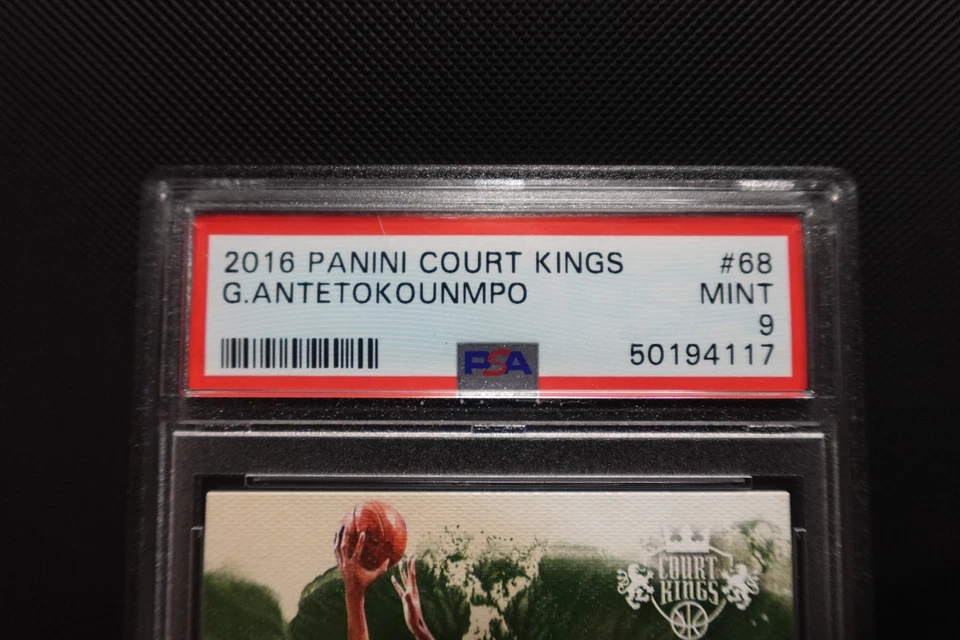 2016 PANINI COURT KINGS #68
G.ANTETOKOUNMPO MINT
9
PSA 50194117
COURT
KINGS